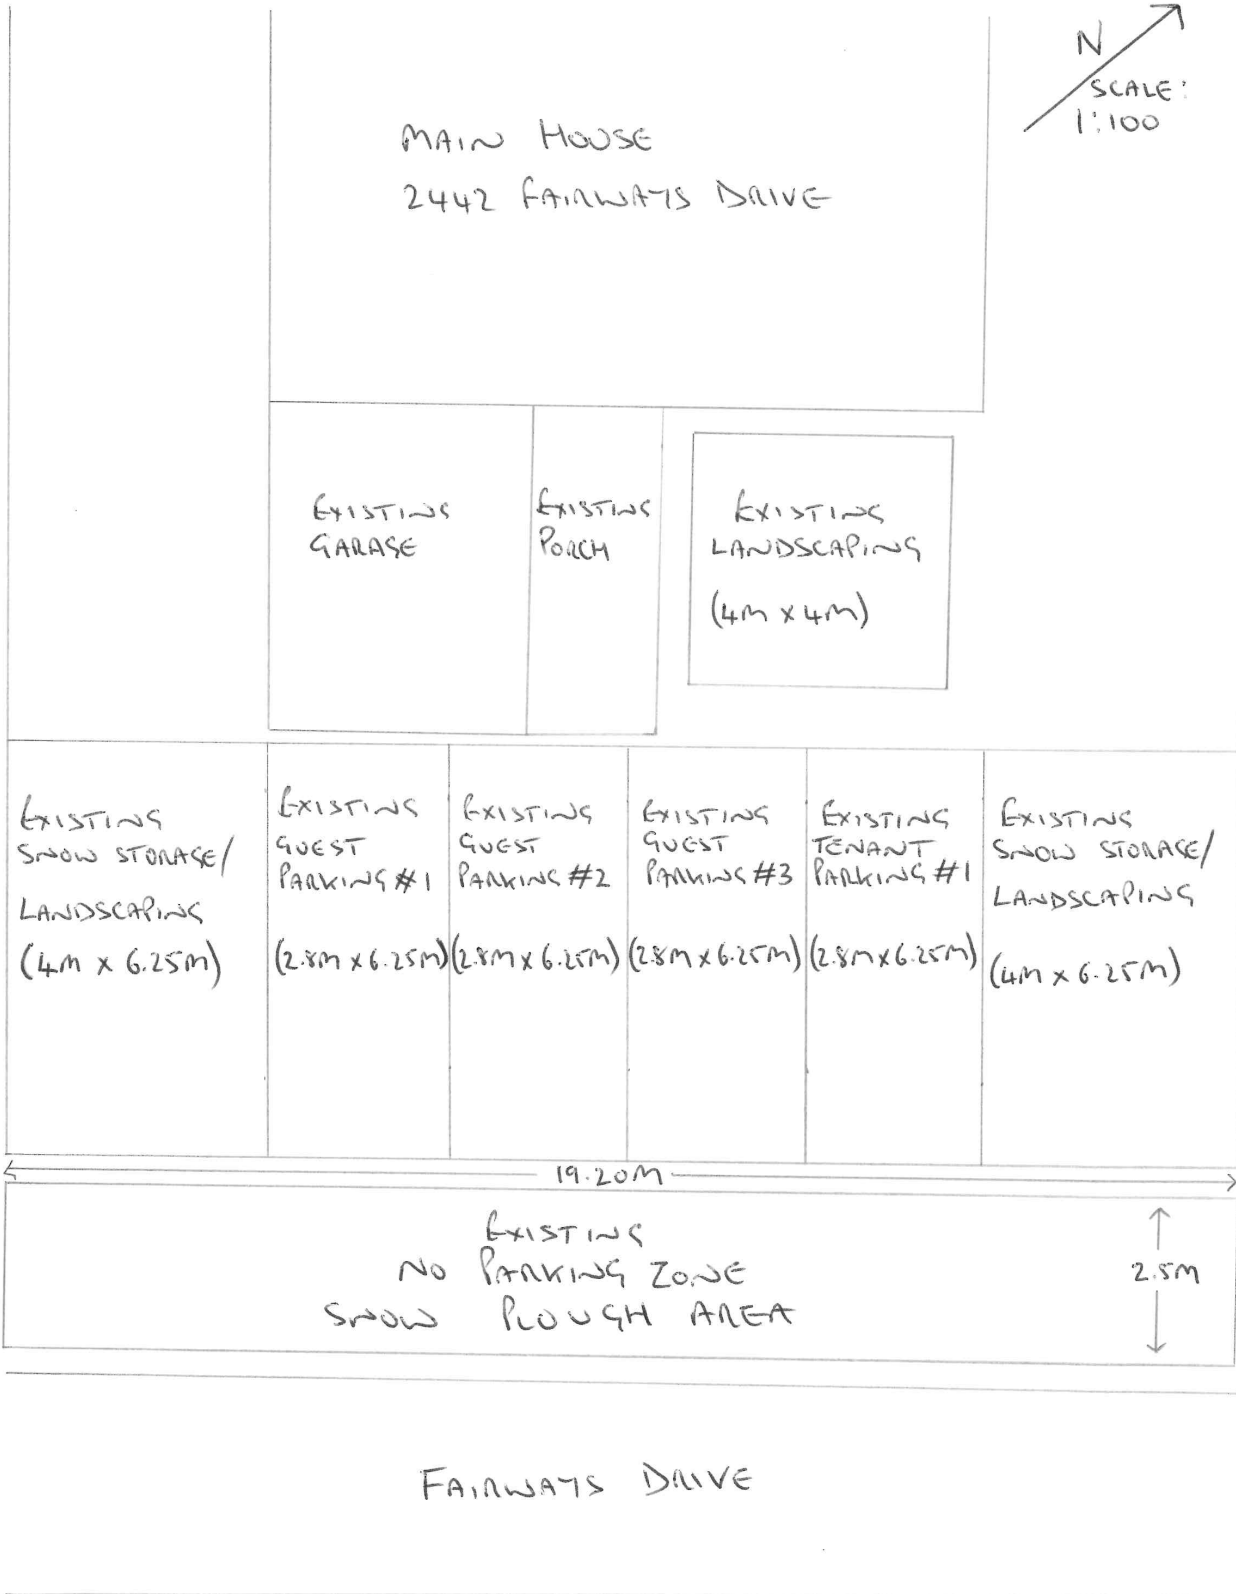 N
SCALE:
1:100
MAIN HOUSE
2442 FAIRWAYS DRIVE
EXISTING
GARAGE
EXISTING
PORCH
EXISTING
LANDSCAPING
(4M x 4M)
EXISTING
SNOW STORAGE/
LANDSCAPING
(4M x 6.25M)
EXISTING
GUEST
PARKING #1
(2.8M x 6.25M)
EXISTING
GUEST
PARKING #2
(2.8M x 6.25M)
EXISTING
GUEST
PARKING #3
(2.8M x 6.25M)
EXISTING
TENANT
PARKING #1
(2.8M x 6.25M)
EXISTING
SNOW STORAGE/
LANDSCAPING
(4M x 6.25M)
19.20M
EXISTING
NO PARKING ZONE
SNOW PLOUGH AREA
2.5M
FAIRWAYS DRIVE